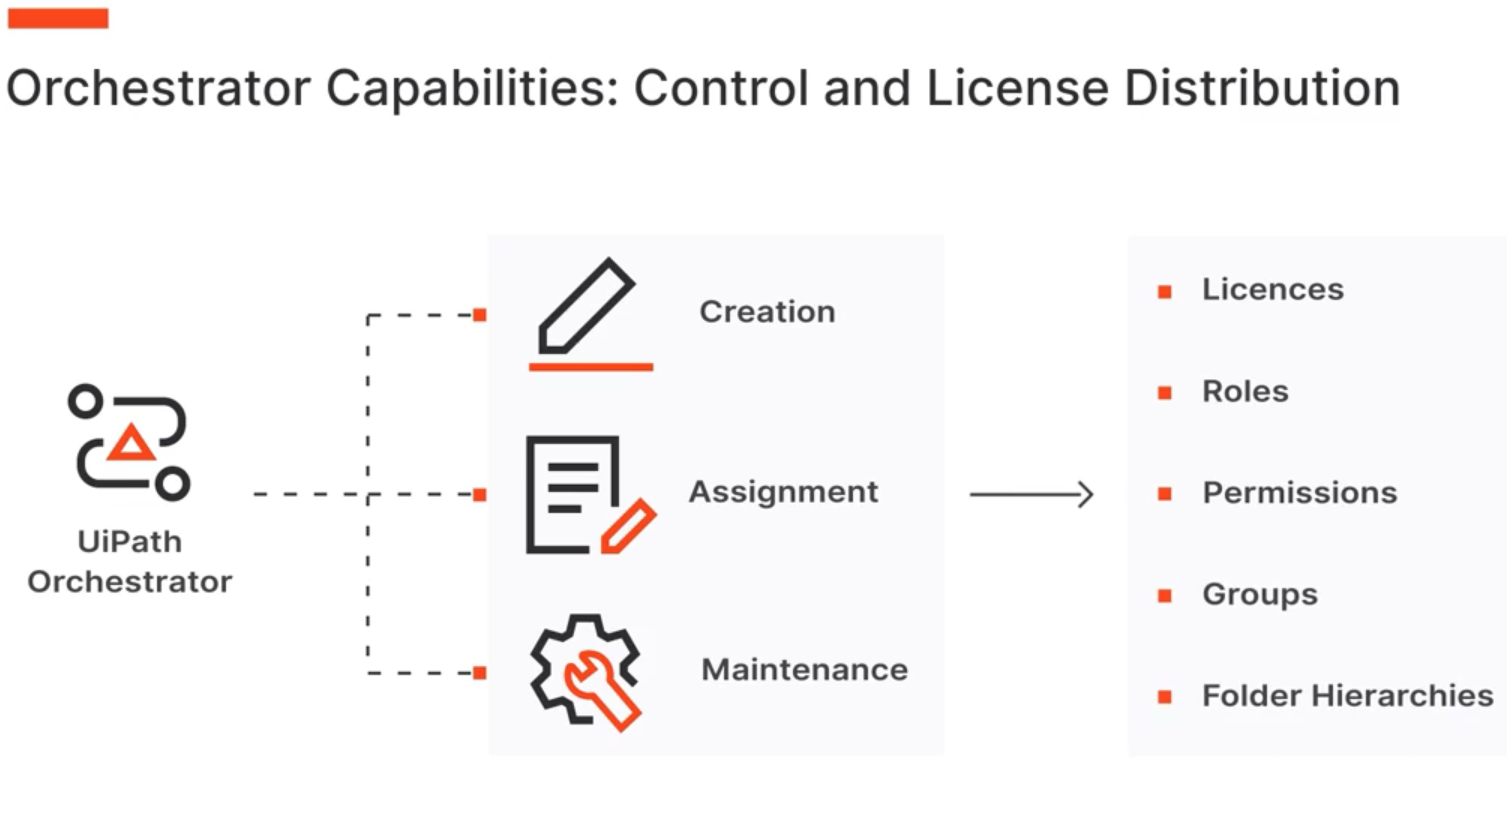 Orchestrator Capabilities: Control and License Distribution
UiPath
Orchestrator
Creation
Assignment
Maintenance
Licences
Roles
Permissions
Groups
Folder Hierarchies